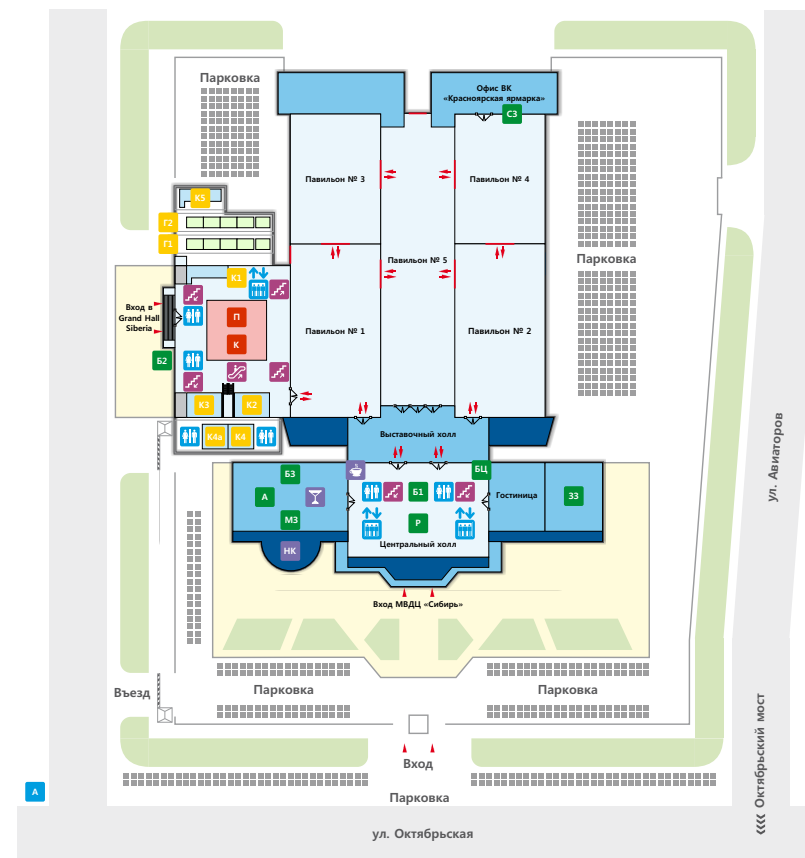 Парковка
Офис ВК
«Красноярская ярмарка»
С3
Павильон № 3
Павильон № 4
К5
Г2
Г1
Парковка
Павильон № 5
К1
Вход в
Grand Hall
Siberia
П
К
Павильон № 1
Павильон № 2
Б2
К3
К2
К4а
К4
Выставочный холл
ул. Авиаторов
Б3
БЦ
А
Б1
Гостиница
33
М3
Р
НК
Центральный холл
Вход МВДЦ «Сибирь»
Въезд
Парковка
Парковка
Вход
‹‹‹‹ Октябрьский мост
А
Парковка
ул. Октябрьская